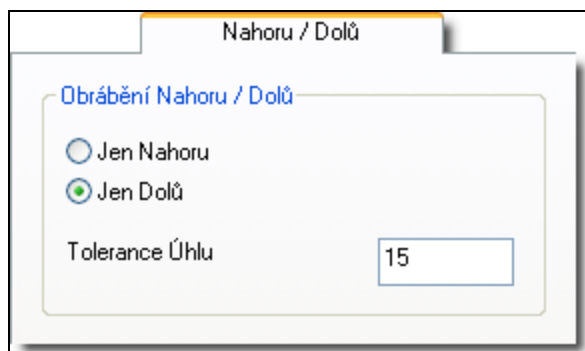 Nahoru / Dolů
Obrábění Nahoru / Dolů
Jen Nahoru
Jen Dolů
Tolerance Úhlu 15